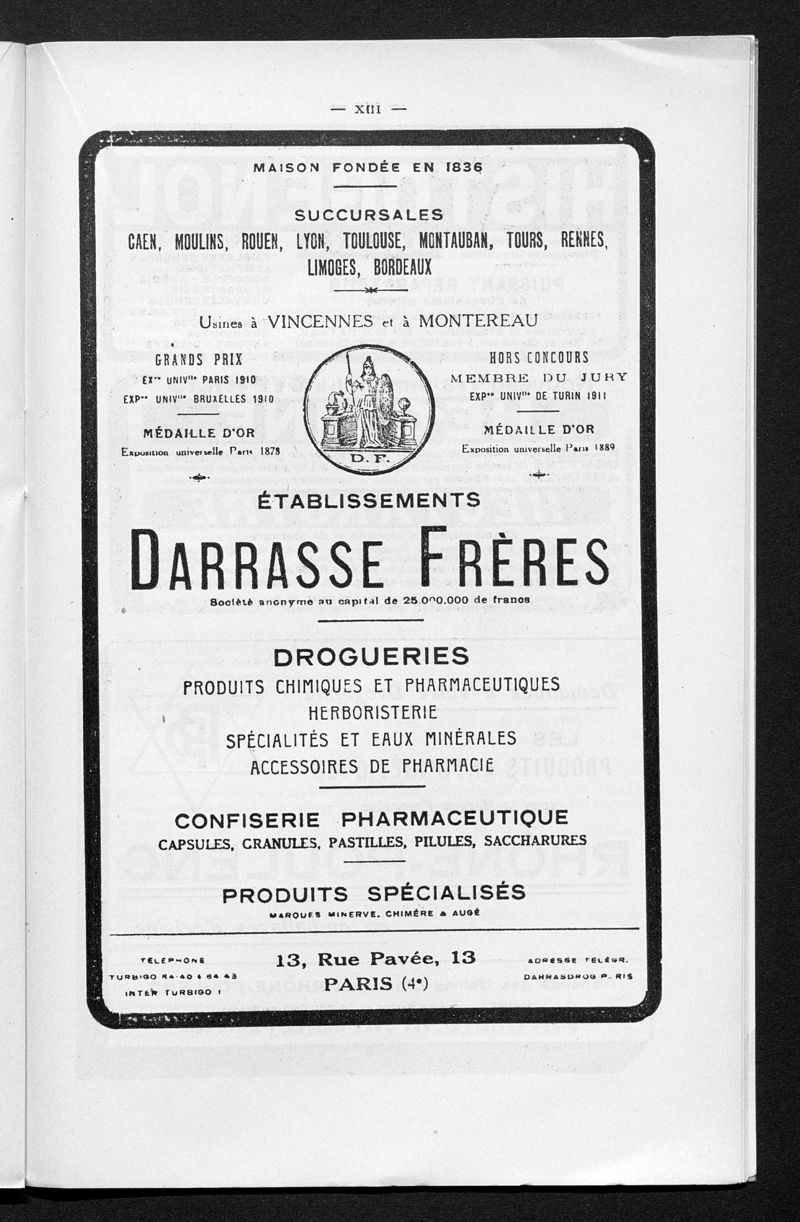 — XIII —
MAISON FONDÉE EN 1836
SUCCURSALES
CAEN, MOULINS, ROUEN, LYON, TOULOUSE, MONTAUBAN, TOURS, RENNES,
LIMOGES, BORDEAUX
Usines à VINCENNES et à MONTEREAU
GRANDS PRIX
EXᵒⁿˢ UNIVˡˡᵉ PARIS 1910
EXPᵒⁿˢ UNIVˡˡᵉ BRUXELLES 1910
MÉDAILLE D'OR
Exposition universelle Paris 1878
D. F.
HORS CONCOURS
MEMBRE DU JURY
EXPᵒⁿˢ UNIVˡˡᵉ DE TURIN 1911
MÉDAILLE D'OR
Exposition universelle Paris 1889
ÉTABLISSEMENTS
DARRASSE FRÈRES
Société anonyme au capital de 25.000.000 de francs
DROGUERIES
PRODUITS CHIMIQUES ET PHARMACEUTIQUES
HERBORISTERIE
SPÉCIALITÉS ET EAUX MINÉRALES
ACCESSOIRES DE PHARMACIE
CONFISERIE PHARMACEUTIQUE
CAPSULES, GRANULES, PASTILLES, PILULES, SACCHARURES
PRODUITS SPÉCIALISÉS
MARQUES MINERVE, CHIMÈRE & AUGÉ
TÉLÉPHONE
TURBIGO 84-40 à 84 43
INTER TURBIGO 1
13, Rue Pavée, 13
PARIS (4ᵉ)
ADRESSE TÉLÉGR.
DARRASDROG PARIS